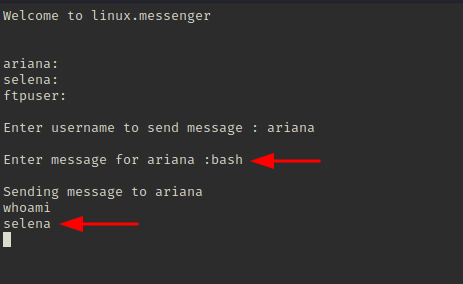 Welcome to linux.messenger
ariana:
selena:
ftpuser:
Enter username to send message : ariana
Enter message for ariana :bash
Sending message to ariana
whoami
selena